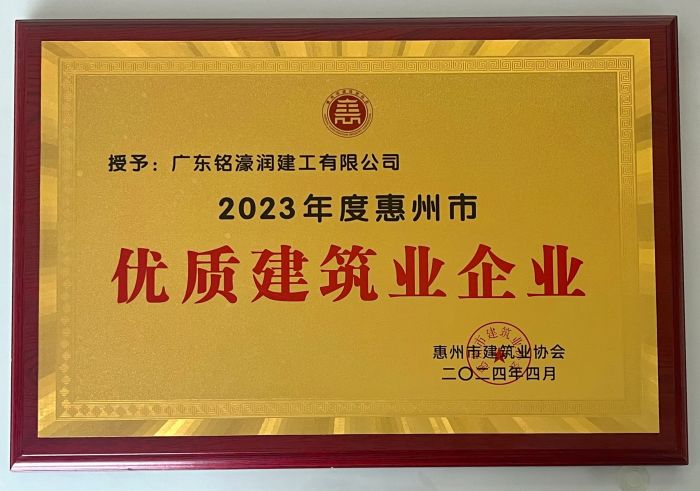 授予：广东铭濠润建工有限公司
2023年度惠州市
优质建筑业企业
惠州市建筑业协会
二〇二四年四月